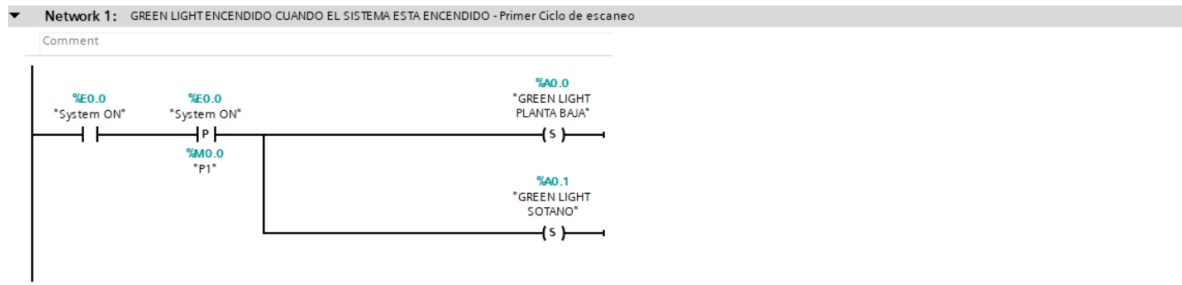 Network 1: GREEN LIGHT ENCENDIDO CUANDO EL SISTEMA ESTA ENCENDIDO - Primer Ciclo de escaneo
Comment
%E0.0
"System ON"
%E0.0
"System ON"
P
%M0.0
"P1"
%A0.0
"GREEN LIGHT
PLANTA BAJA"
S
%A0.1
"GREEN LIGHT
SOTANO"
S